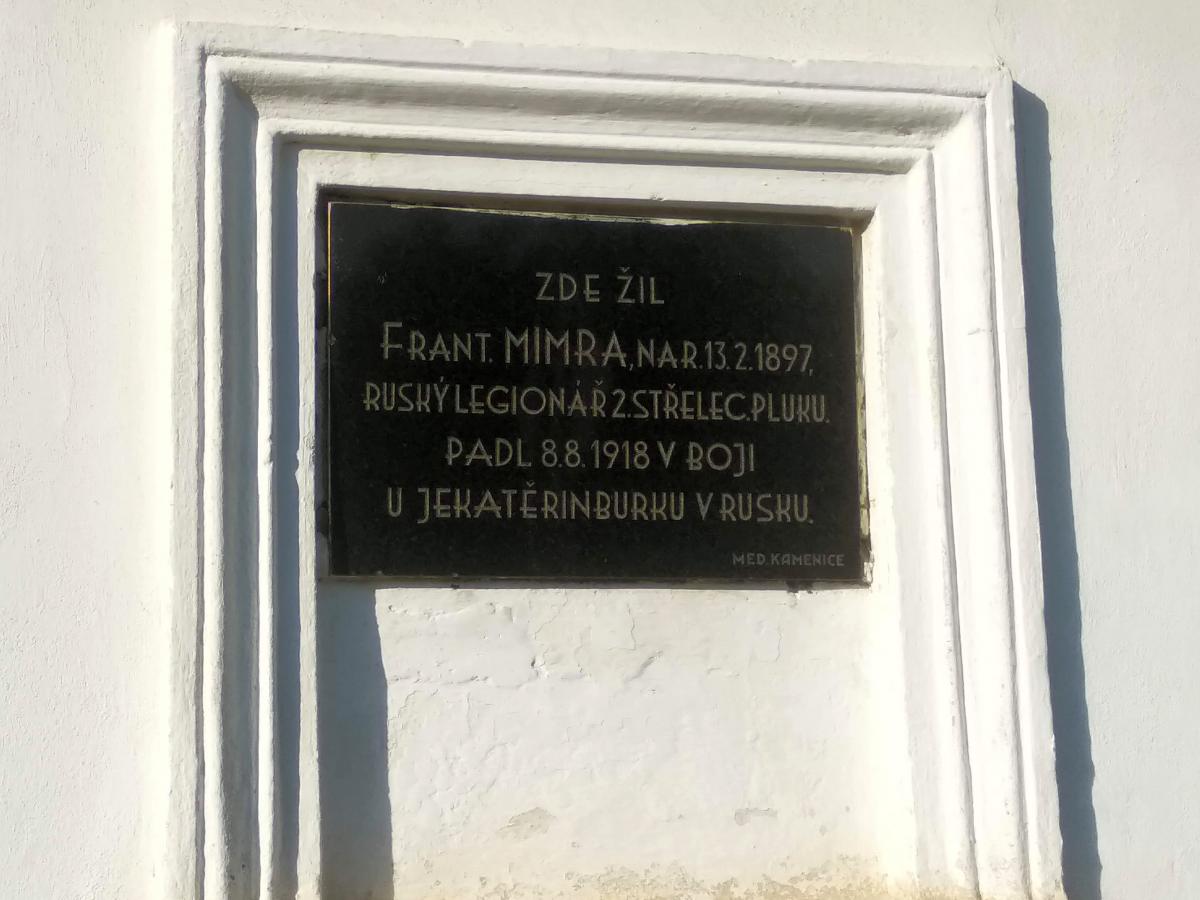 ZDE ŽIL
FRANT. MIMRA, NAR. 13.2.1897,
RUSKÝ LEGIONÁŘ 2. STŘELEC. PLUKU.
PADL 8.8.1918 V BOJI
U JEKATĚRINBURKU V RUSKU.
MED. KAMENICE